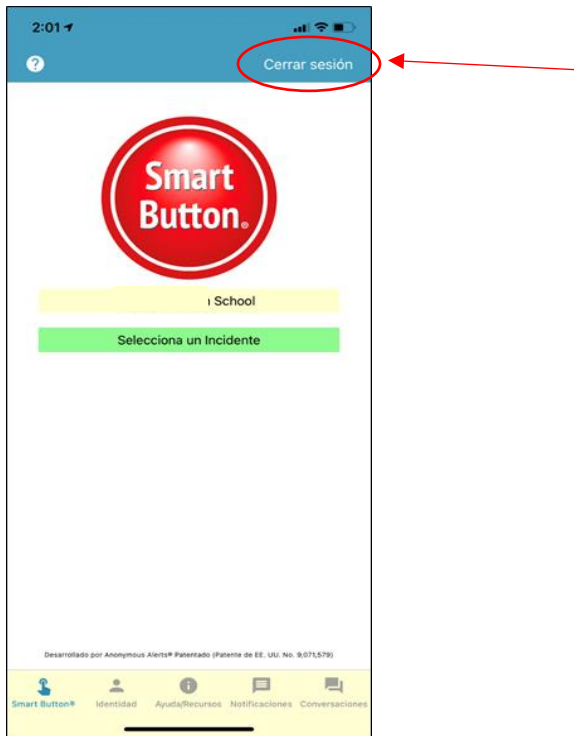 2:01
?
Cerrar sesión
Smart
Button®
School
Selecciona un Incidente
Desarrollado por Anonymous Alerts® Patentado (Patente de EE. UU. No. 9,071,579)
Smart Button® Identidad Ayuda/Recursos Notificaciones Conversaciones